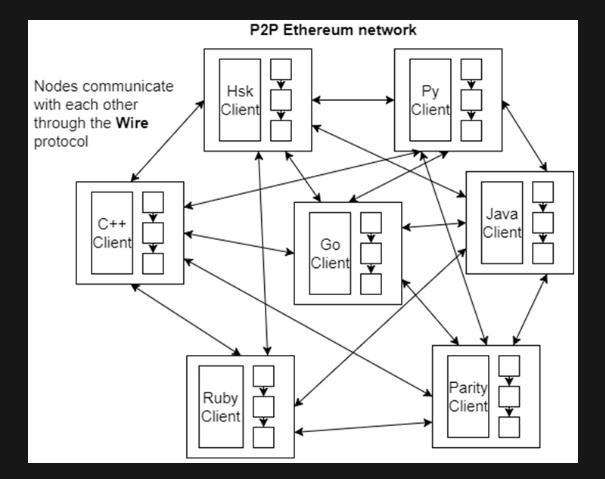 P2P Ethereum network
Nodes communicate
with each other
through the Wire
protocol
Hsk
Client
Py
Client
C++
Client
Go
Client
Java
Client
Ruby
Client
Parity
Client